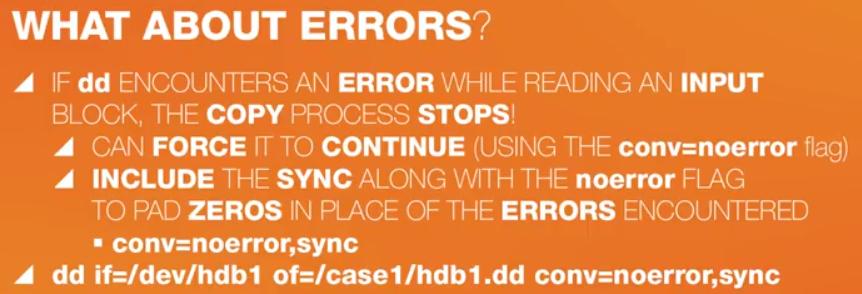 WHAT ABOUT ERRORS?
IF dd ENCOUNTERS AN ERROR WHILE READING AN INPUT
BLOCK, THE COPY PROCESS STOPS!
CAN FORCE IT TO CONTINUE (USING THE conv=noerror flag)
INCLUDE THE SYNC ALONG WITH THE noerror FLAG
TO PAD ZEROS IN PLACE OF THE ERRORS ENCOUNTERED
▪ conv=noerror,sync
dd if=/dev/hdb1 of=/case1/hdb1.dd conv=noerror,sync